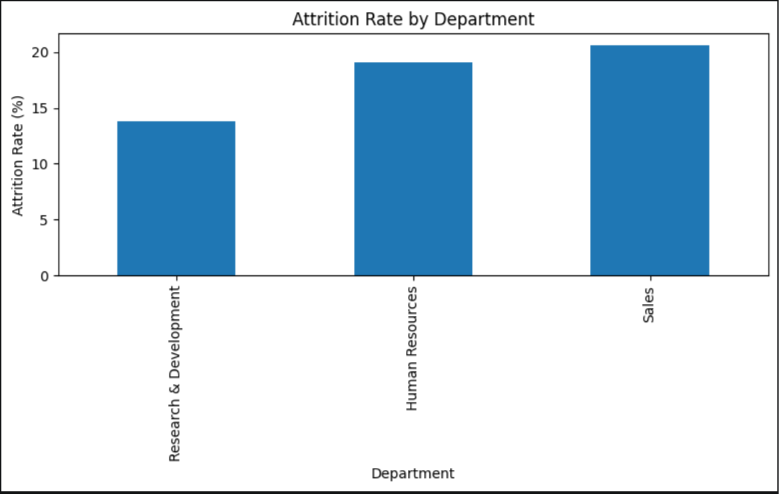 Attrition Rate by Department
Attrition Rate (%)
20
15
10
5
0
Research & Development
Human Resources
Sales
Department